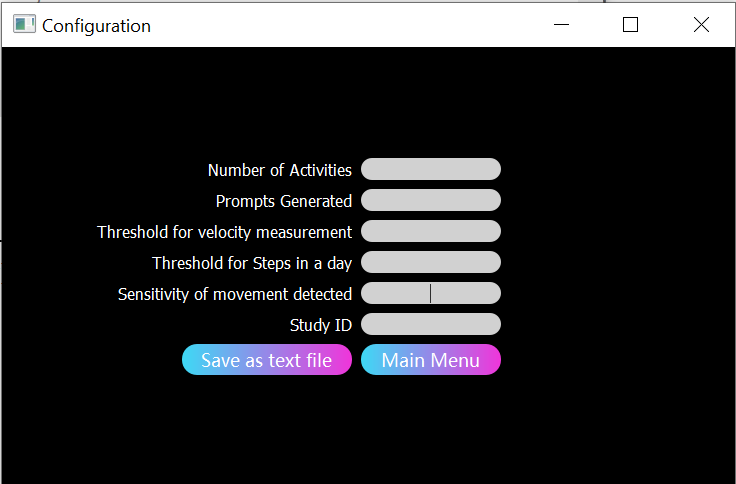 Configuration
Number of Activities
Prompts Generated
Threshold for velocity measurement
Threshold for Steps in a day
Sensitivity of movement detected
Study ID
Save as text file Main Menu